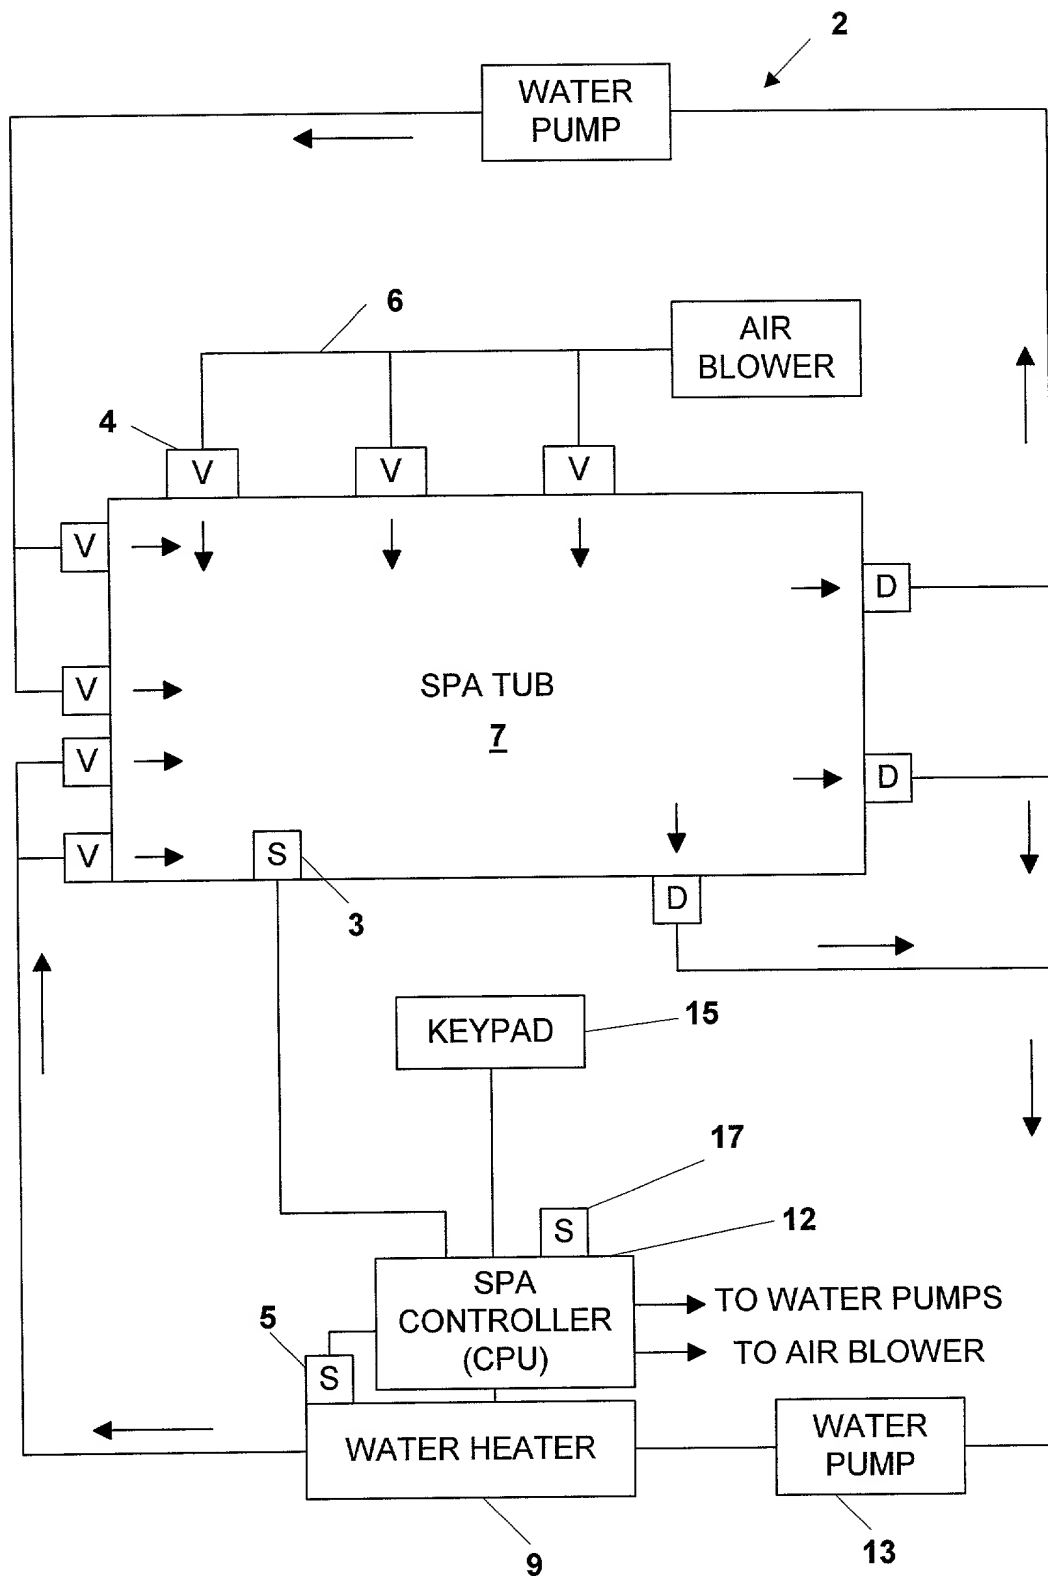 2
WATER
PUMP
6
AIR
BLOWER
4
V
V
V
V
D
V
SPA TUB
7
V
D
V
S
3
D
KEYPAD
15
17
S
12
SPA
CONTROLLER
(CPU)
TO WATER PUMPS
TO AIR BLOWER
5
S
WATER HEATER
WATER
PUMP
9
13